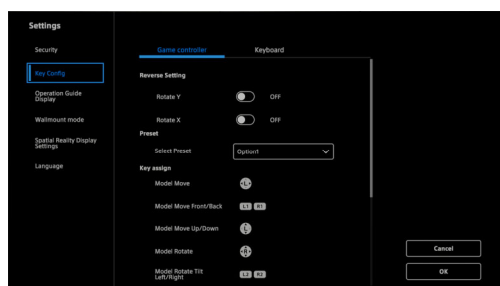 Settings
Security
Key Config
Operation Guide
Display
Wallmount mode
Spatial Reality Display
Settings
Language
Game controller
Keyboard
Reverse Setting
Rotate Y
OFF
Rotate X
OFF
Preset
Select Preset
Option1
Key assign
Model Move
L
Model Move Front/Back
L1 R1
Model Move Up/Down
L
Model Rotate
R
Model Rotate Tilt
Left/Right
L2 R2
Cancel
OK